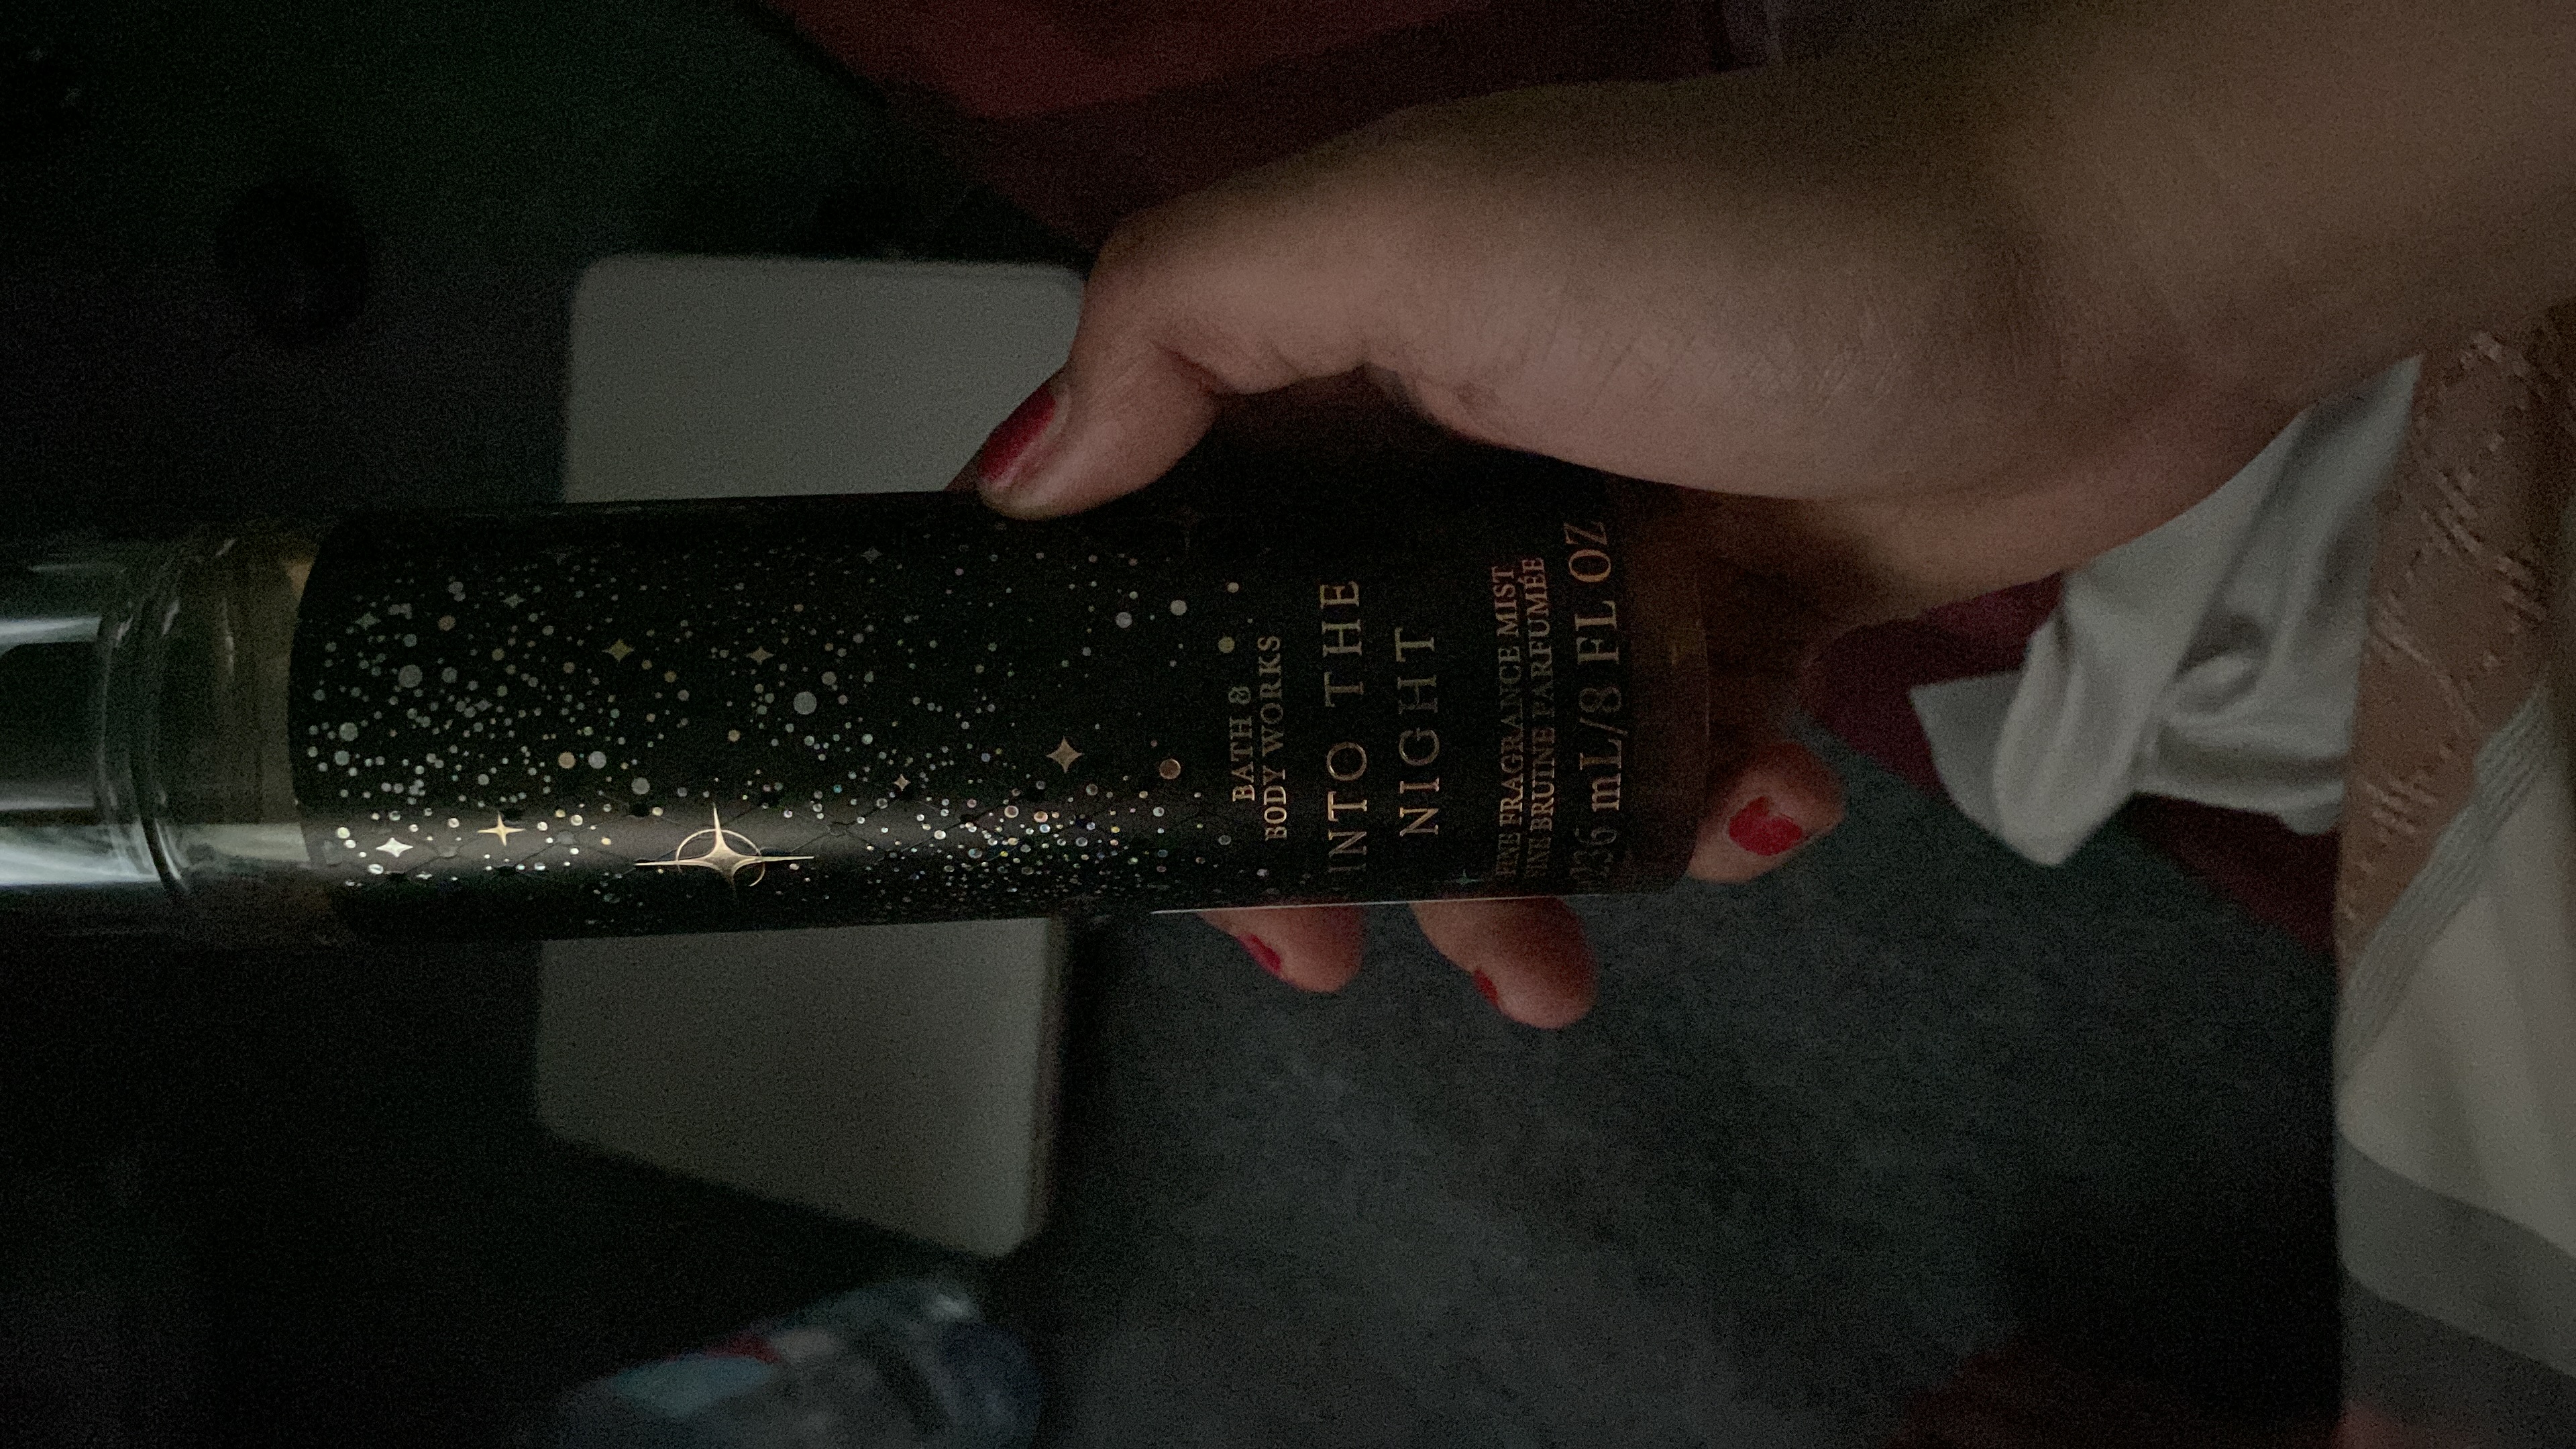 BATH &
BODY WORKS
INTO THE
NIGHT
FINE FRAGRANCE MIST
FINE BRUINE PARFUMÉE
236 mL/8 FL OZ